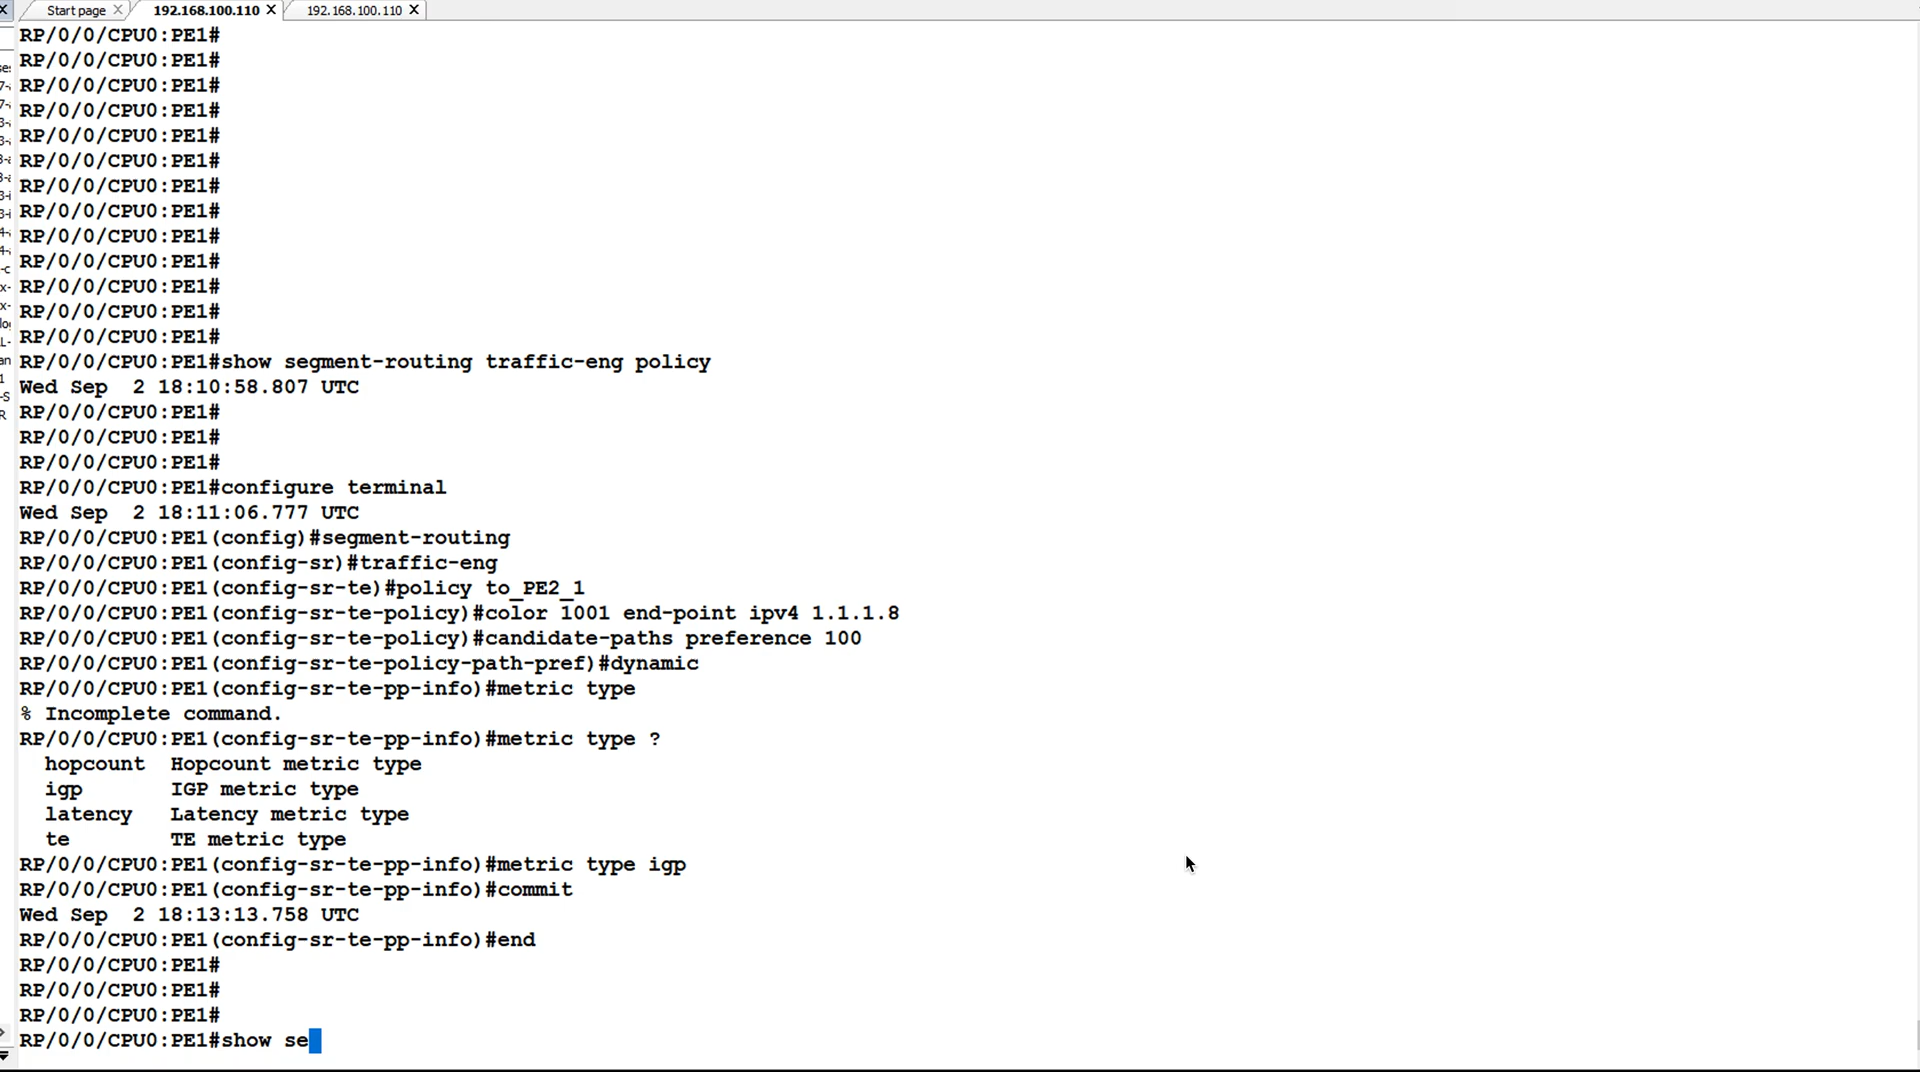 Start page
192.168.100.110
192.168.100.110
RP/0/0/CPU0:PE1#
RP/0/0/CPU0:PE1#
RP/0/0/CPU0:PE1#
RP/0/0/CPU0:PE1#
RP/0/0/CPU0:PE1#
RP/0/0/CPU0:PE1#
RP/0/0/CPU0:PE1#
RP/0/0/CPU0:PE1#
RP/0/0/CPU0:PE1#
RP/0/0/CPU0:PE1#
RP/0/0/CPU0:PE1#
RP/0/0/CPU0:PE1#
RP/0/0/CPU0:PE1#
RP/0/0/CPU0:PE1#show segment-routing traffic-eng policy
Wed Sep  2 18:10:58.807 UTC
RP/0/0/CPU0:PE1#
RP/0/0/CPU0:PE1#
RP/0/0/CPU0:PE1#
RP/0/0/CPU0:PE1#configure terminal
Wed Sep  2 18:11:06.777 UTC
RP/0/0/CPU0:PE1(config)#segment-routing
RP/0/0/CPU0:PE1(config-sr)#traffic-eng
RP/0/0/CPU0:PE1(config-sr-te)#policy to_PE2_1
RP/0/0/CPU0:PE1(config-sr-te-policy)#color 1001 end-point ipv4 1.1.1.8
RP/0/0/CPU0:PE1(config-sr-te-policy)#candidate-paths preference 100
RP/0/0/CPU0:PE1(config-sr-te-policy-path-pref)#dynamic
RP/0/0/CPU0:PE1(config-sr-te-pp-info)#metric type
% Incomplete command.
RP/0/0/CPU0:PE1(config-sr-te-pp-info)#metric type ?
  hopcount  Hopcount metric type
  igp       IGP metric type
  latency   Latency metric type
  te        TE metric type
RP/0/0/CPU0:PE1(config-sr-te-pp-info)#metric type igp
RP/0/0/CPU0:PE1(config-sr-te-pp-info)#commit
Wed Sep  2 18:13:13.758 UTC
RP/0/0/CPU0:PE1(config-sr-te-pp-info)#end
RP/0/0/CPU0:PE1#
RP/0/0/CPU0:PE1#
RP/0/0/CPU0:PE1#
RP/0/0/CPU0:PE1#show se